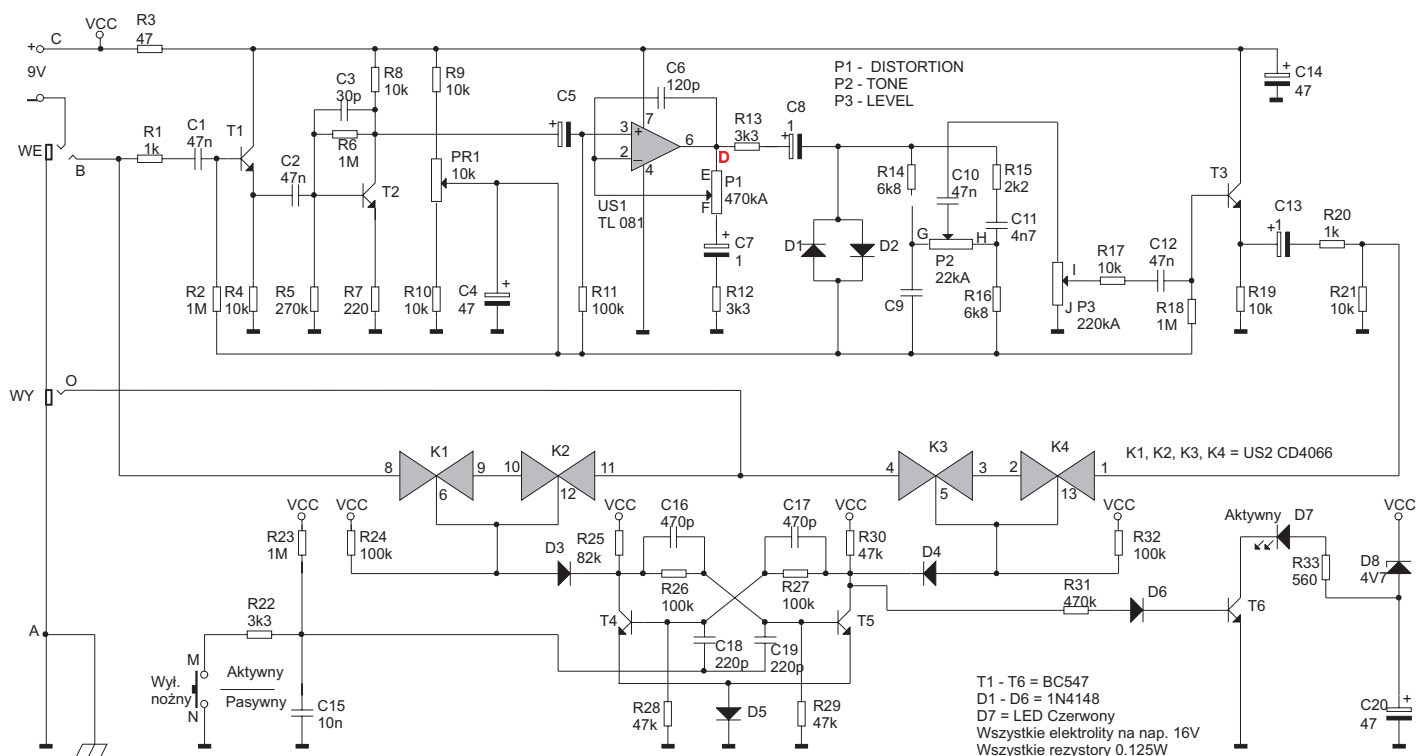 VCC
R3
47
+
C
9V
WE
B
R1
1k
C1
47n
T1
C2
47n
C3
30p
R6
1M
R8
10k
T2
R9
10k
PR1
10k
C5
+
C6
120p
3
2
7
4
6
US1
TL 081
D
E
F
P1
470kA
R13
3k3
C8
1
+
C7
1
R12
3k3
P1 - DISTORTION
P2 - TONE
P3 - LEVEL
D1
D2
R14
6k8
C10
47n
R15
2k2
C11
4n7
G
H
P2
22kA
C9
R16
6k8
I
J
P3
220kA
R17
10k
C12
47n
R18
1M
T3
C13
+1
R20
1k
R19
10k
R21
10k
+
C14
47
R2
1M
R4
10k
R5
270k
R7
220
R10
10k
C4
47
+
R11
100k
WY
O
K1
K2
K3
K4
8
9
10
11
6
12
4
3
2
1
5
13
K1, K2, K3, K4 = US2 CD4066
VCC
R23
1M
VCC
R24
100k
D3
VCC
R25
82k
C16
470p
R26
100k
C17
470p
R27
100k
VCC
R30
47k
D4
VCC
R32
100k
Aktywny
D7
R33
560
VCC
D8
4V7
R31
470k
D6
T6
T4
T5
C18
220p
C19
220p
R22
3k3
A
M
N
Wył.
nożny
Aktywny
Pasywny
C15
10n
R28
47k
D5
R29
47k
C20
47
+
T1 - T6 = BC547
D1 - D6 = 1N4148
D7 = LED Czerwony
Wszystkie elektrolity na nap. 16V
Wszystkie rezystory 0.125W